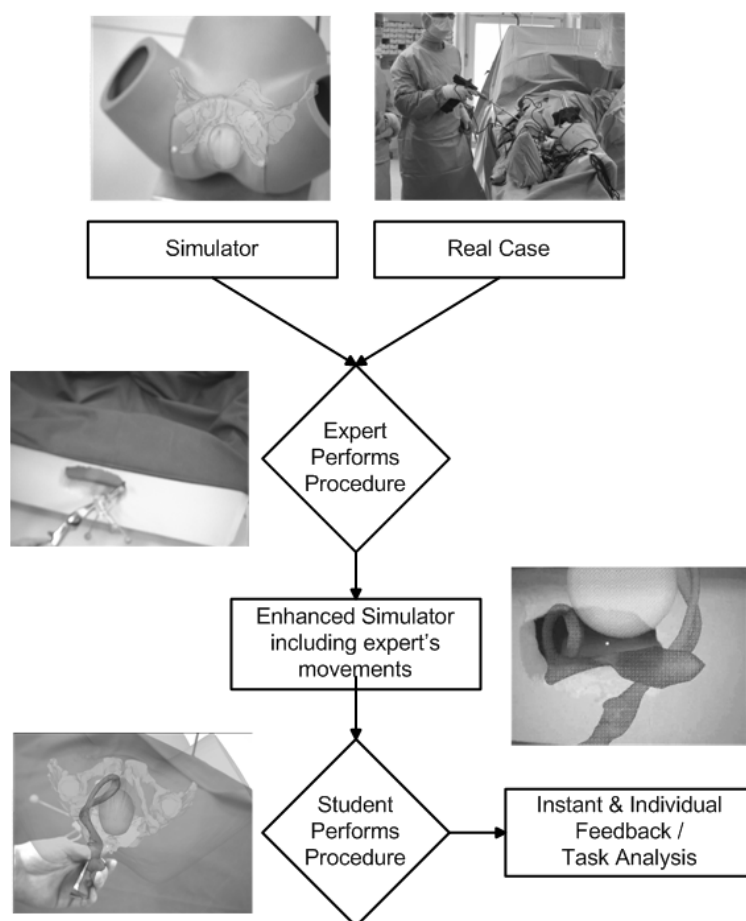 Simulator
Real Case
Expert
Performs
Procedure
Enhanced Simulator
including expert's
movements
Student
Performs
Procedure
Instant & Individual
Feedback /
Task Analysis